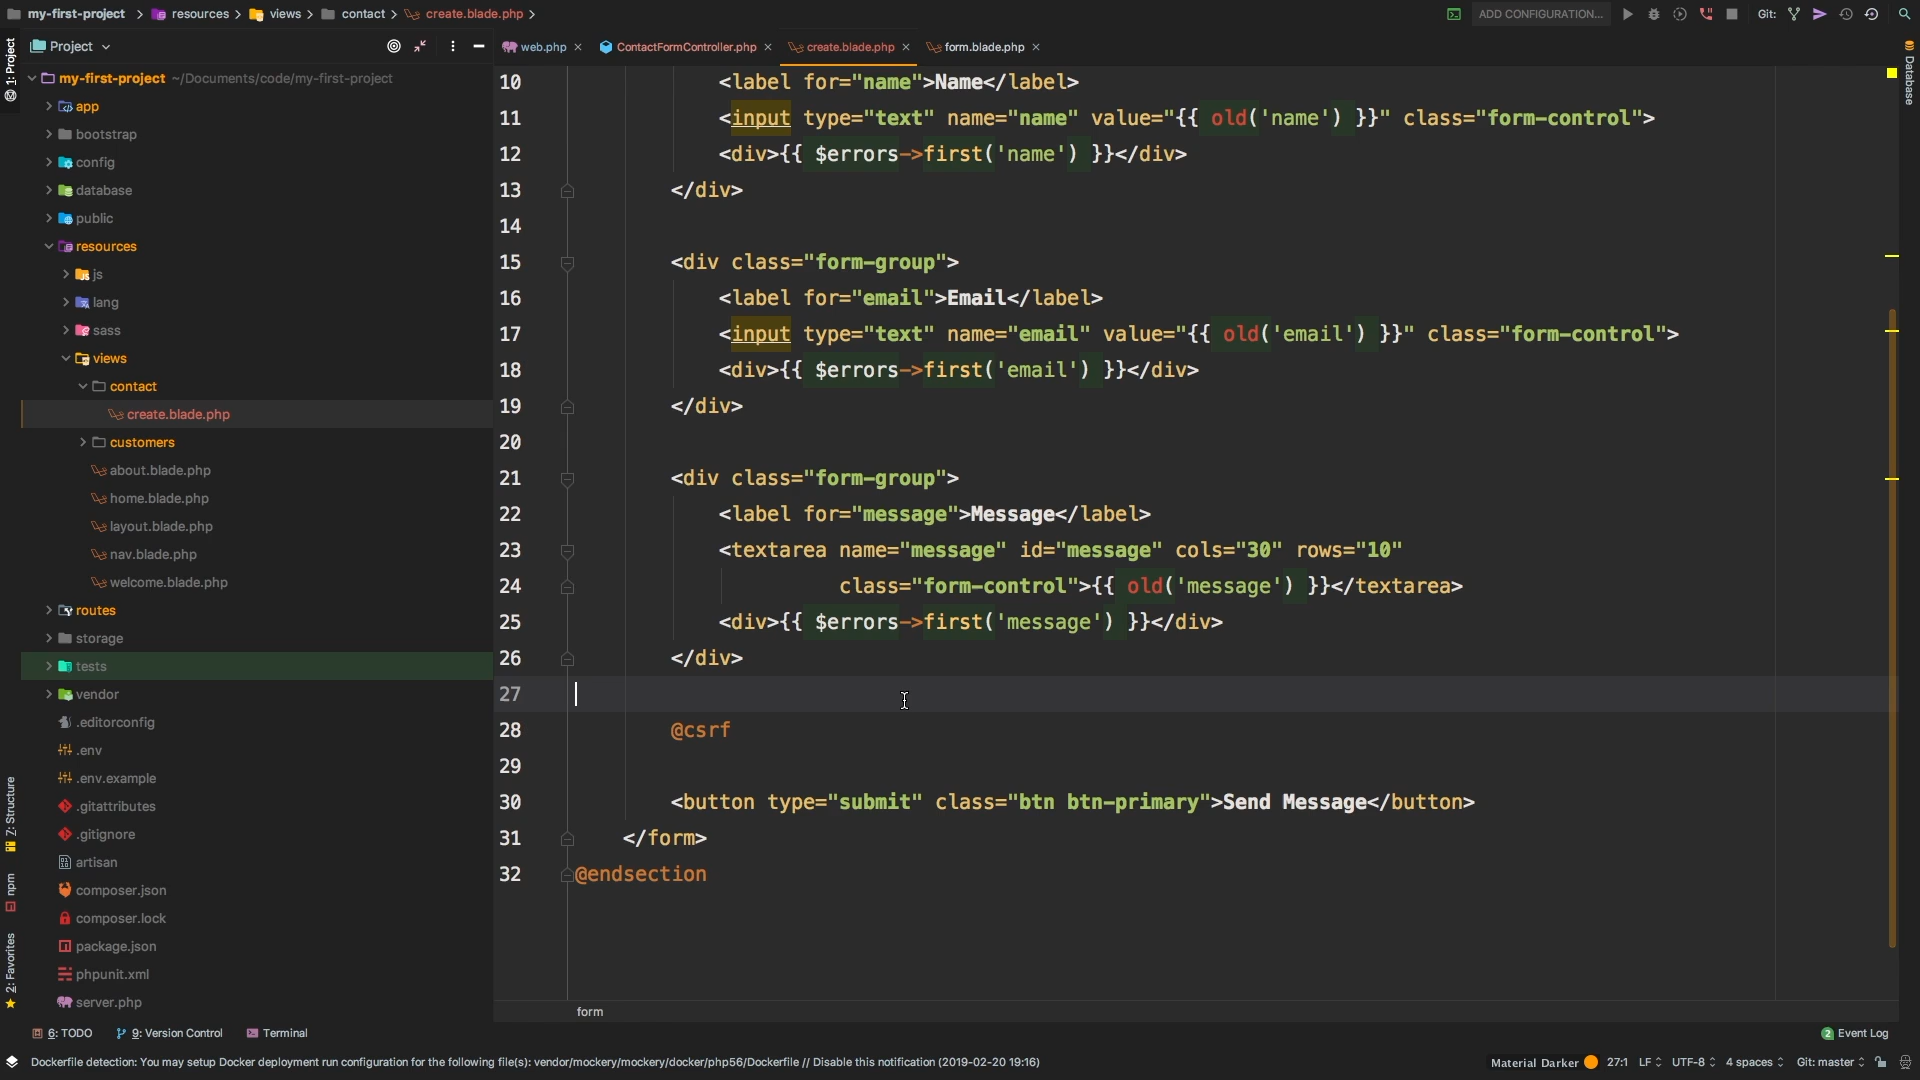 my-first-project
resources
views
contact
create.blade.php
ADD CONFIGURATION...
Git:
Project
web.php
ContactFormController.php
create.blade.php
form.blade.php
1: Project
Database
my-first-project ~/Documents/code/my-first-project
app
bootstrap
config
database
public
resources
js
lang
sass
views
contact
create.blade.php
customers
about.blade.php
home.blade.php
layout.blade.php
nav.blade.php
welcome.blade.php
routes
storage
tests
vendor
.editorconfig
.env
.env.example
.gitattributes
.gitignore
artisan
composer.json
composer.lock
package.json
phpunit.xml
server.php
Z: Structure
npm
2: Favorites
10 <label for="name">Name</label>
11 <input type="text" name="name" value="{{ old('name') }}" class="form-control">
12 <div>{{ $errors->first('name') }}</div>
13 </div>
14
15 <div class="form-group">
16 <label for="email">Email</label>
17 <input type="text" name="email" value="{{ old('email') }}" class="form-control">
18 <div>{{ $errors->first('email') }}</div>
19 </div>
20
21 <div class="form-group">
22 <label for="message">Message</label>
23 <textarea name="message" id="message" cols="30" rows="10"
24 class="form-control">{{ old('message') }}</textarea>
25 <div>{{ $errors->first('message') }}</div>
26 </div>
27
28 @csrf
29
30 <button type="submit" class="btn btn-primary">Send Message</button>
31 </form>
32 @endsection
form
6: TODO
9: Version Control
Terminal
2 Event Log
Dockerfile detection: You may setup Docker deployment run configuration for the following file(s): vendor/mockery/mockery/docker/php56/Dockerfile // Disable this notification (2019-02-20 19:16)
Material Darker
27:1
LF
UTF-8
4 spaces
Git: master